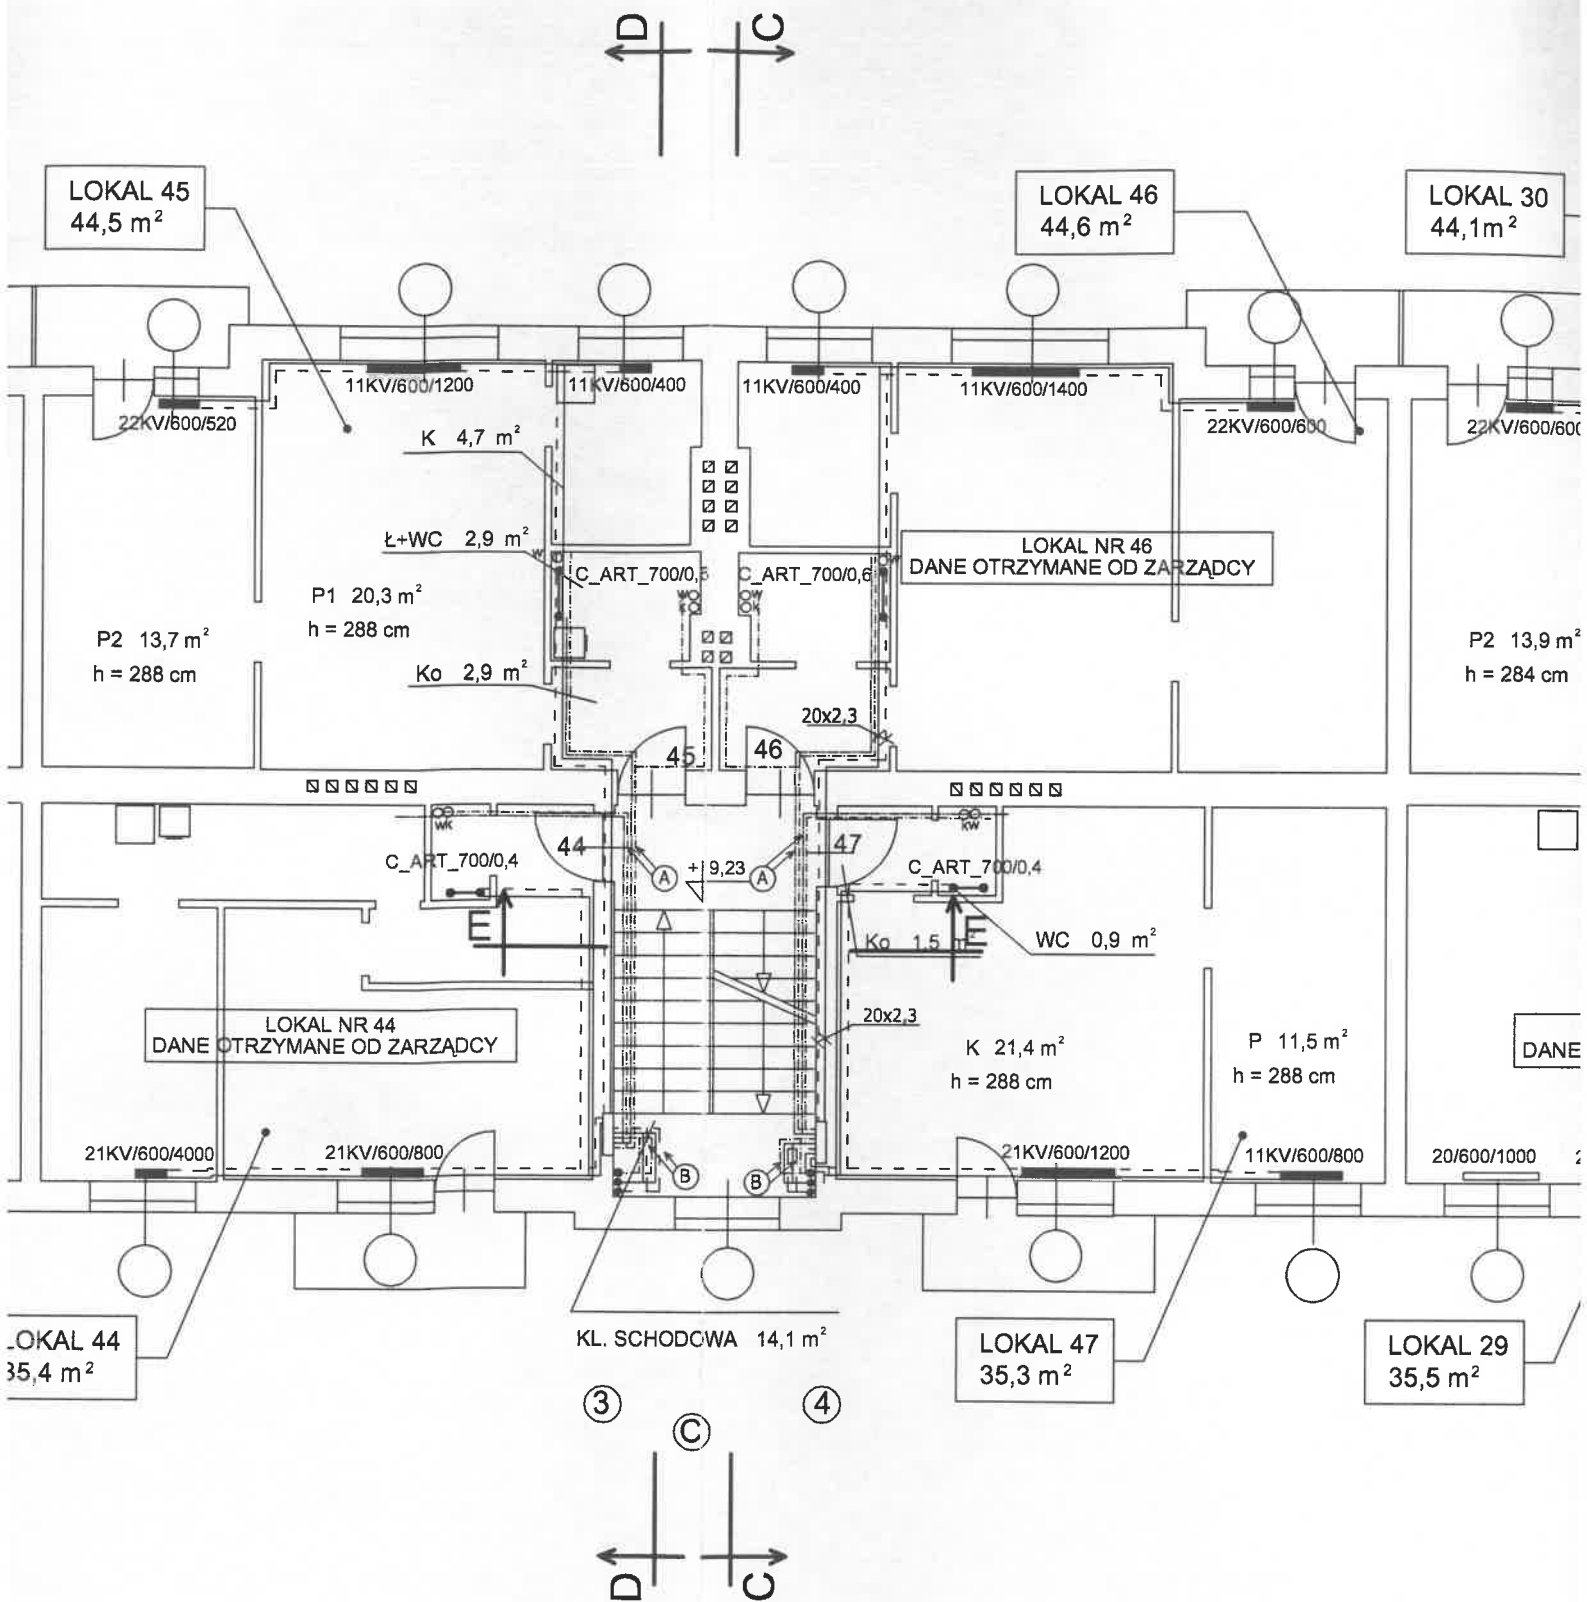 D
C
LOKAL 45
44,5 m²
LOKAL 46
44,6 m²
LOKAL 30
44,1m²
11KV/600/1200
11KV/600/400
11KV/600/400
11KV/600/1400
22KV/600/520
22KV/600/600
22KV/600/600
K 4,7 m²
Ł+WC 2,9 m²
LOKAL NR 46
DANE OTRZYMANE OD ZARZĄDCY
C_ART_700/0,6
C_ART_700/0,6
w
k
w
k
P1 20,3 m²
h = 288 cm
P2 13,7 m²
h = 288 cm
P2 13,9 m²
h = 284 cm
Ko 2,9 m²
20x2,3
45
46
wk
kw
44
47
C_ART_700/0,4
C_ART_700/0,4
A
+9,23
A
E
E
Ko 1,5
WC 0,9 m²
LOKAL NR 44
DANE OTRZYMANE OD ZARZĄDCY
20x2,3
K 21,4 m²
h = 288 cm
P 11,5 m²
h = 288 cm
DANE
21KV/600/4000
21KV/600/800
21KV/600/1200
11KV/600/800
20/600/1000
B
B
KL. SCHODOWA 14,1 m²
LOKAL 44
35,4 m²
LOKAL 47
35,3 m²
LOKAL 29
35,5 m²
3
4
C
D
C